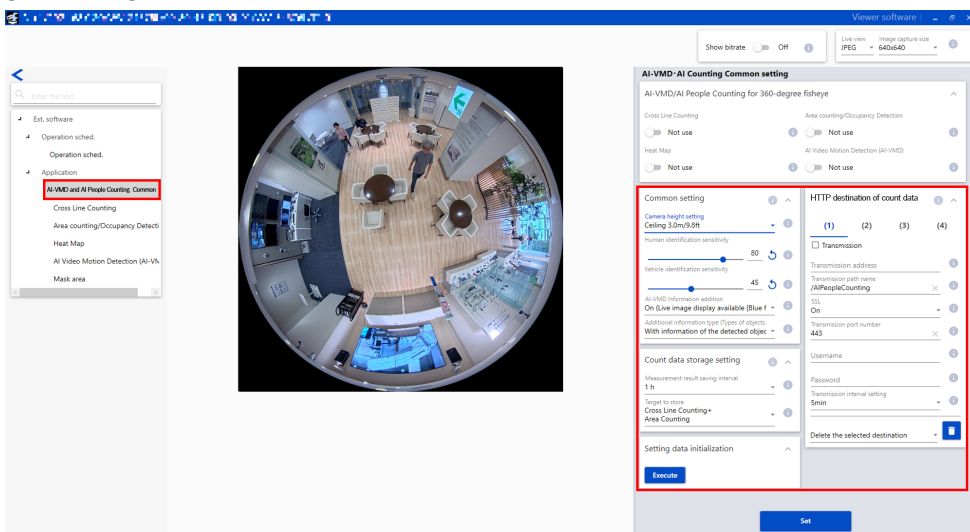 Viewer software
Show bitrate
Off
Live view
JPEG
Image capture size
640x640
Enter the text.
Ext. software
Operation sched.
Operation sched.
Application
AI-VMD and AI People Counting Common
Cross Line Counting
Area counting/Occupancy Detecti
Heat Map
AI Video Motion Detection (AI-VM
Mask area
AI-VMD・AI Counting Common setting
AI-VMD/AI People Counting for 360-degree fisheye
Cross Line Counting
Not use
Area counting/Occupancy Detection
Not use
Heat Map
Not use
AI Video Motion Detection (AI-VMD)
Not use
Common setting
Camera height setting
Ceiling 3.0m/9.8ft
Human identification sensitivity
80
Vehicle identification sensitivity
45
AI-VMD Information addition
On (Live image display available [Blue f
Additional information type (Types of objects
With information of the detected objec
Count data storage setting
Measurement result saving interval
1 h
Target to store
Cross Line Counting+
Area Counting
Setting data initialization
Execute
HTTP destination of count data
(1) (2) (3) (4)
Transmission
Transmission address
Transmission path name
/AIPeopleCounting
SSL
On
Transmission port number
443
Username
Password
Transmission interval setting
5min
Delete the selected destination
Set